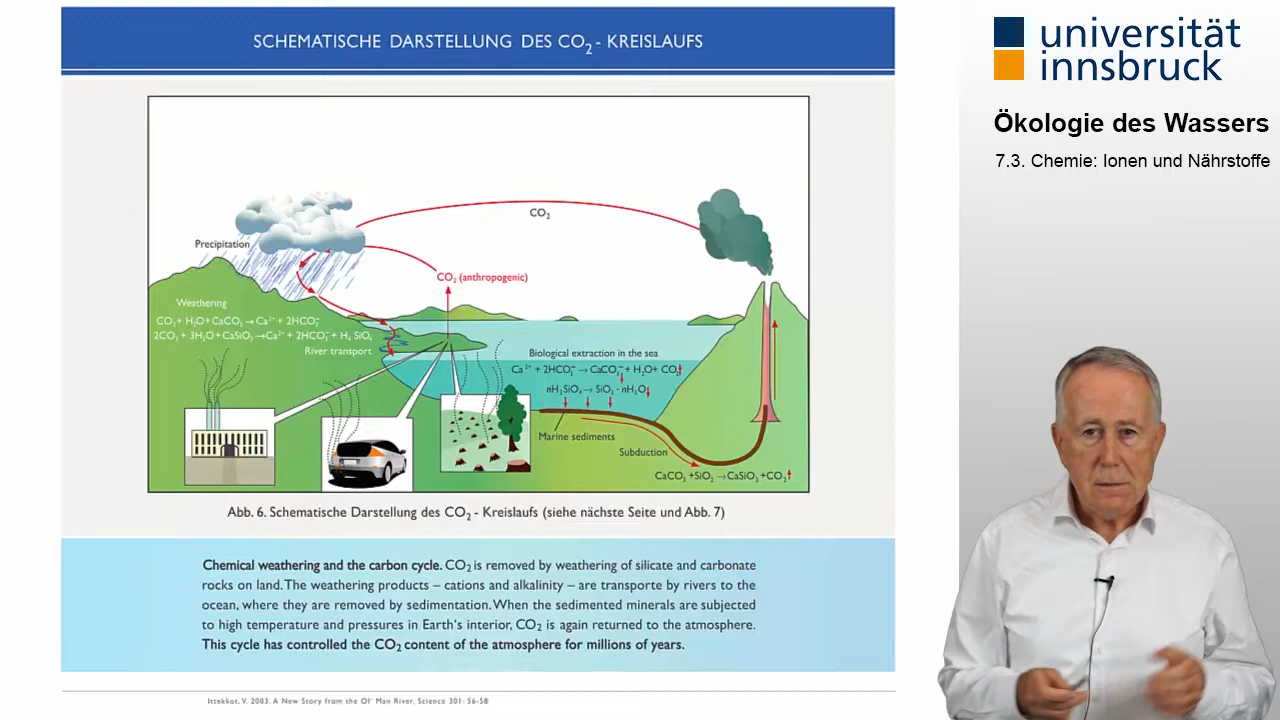 SCHEMATISCHE DARSTELLUNG DES CO₂ - KREISLAUFS
universität
innsbruck
Ökologie des Wassers
7.3. Chemie: Ionen und Nährstoffe
CO₂
Precipitation
CO₂ (anthropogenic)
Weathering
CO₂ + H₂O + CaCO₃ → Ca²⁺ + 2HCO₃⁻
2CO₂ + 3H₂O + CaSiO₃ → Ca²⁺ + 2HCO₃⁻ + H₄ SiO₄
River transport
Biological extraction in the sea
Ca²⁺ + 2HCO₃⁻ → CaCO₃ + H₂O + CO₂
nH₂SiO₄ → SiO₂ - nH₂O
Marine sediments
Subduction
CaCO₃ + SiO₂ → CaSiO₃ + CO₂
Abb. 6. Schematische Darstellung des CO₂ - Kreislaufs (siehe nächste Seite und Abb. 7)
Chemical weathering and the carbon cycle. CO₂ is removed by weathering of silicate and carbonate
rocks on land. The weathering products – cations and alkalinity – are transporte by rivers to the
ocean, where they are removed by sedimentation. When the sedimented minerals are subjected
to high temperature and pressures in Earth's interior, CO₂ is again returned to the atmosphere.
This cycle has controlled the CO₂ content of the atmosphere for millions of years.
Ittekkot, V. 2003. A New Story from the Ol' Man River. Science 301: 56-58